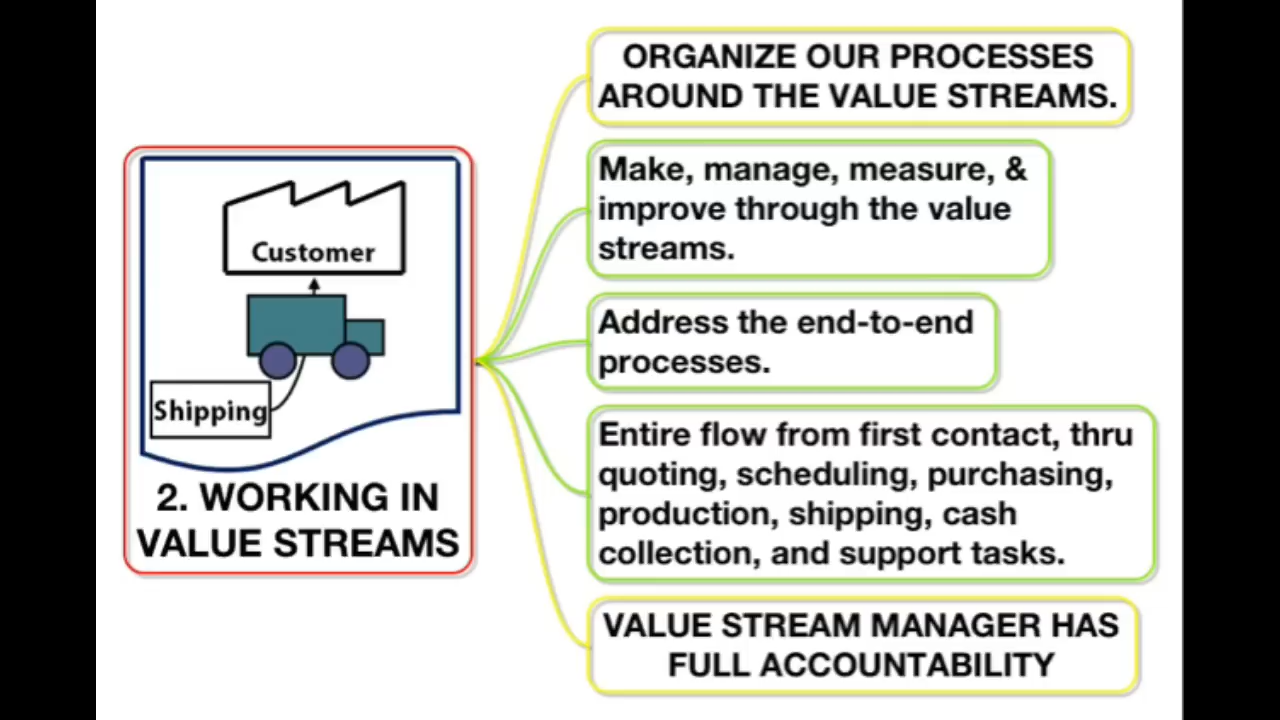 Customer
Shipping
2. WORKING IN
VALUE STREAMS
ORGANIZE OUR PROCESSES
AROUND THE VALUE STREAMS.
Make, manage, measure, &
improve through the value
streams.
Address the end-to-end
processes.
Entire flow from first contact, thru
quoting, scheduling, purchasing,
production, shipping, cash
collection, and support tasks.
VALUE STREAM MANAGER HAS
FULL ACCOUNTABILITY